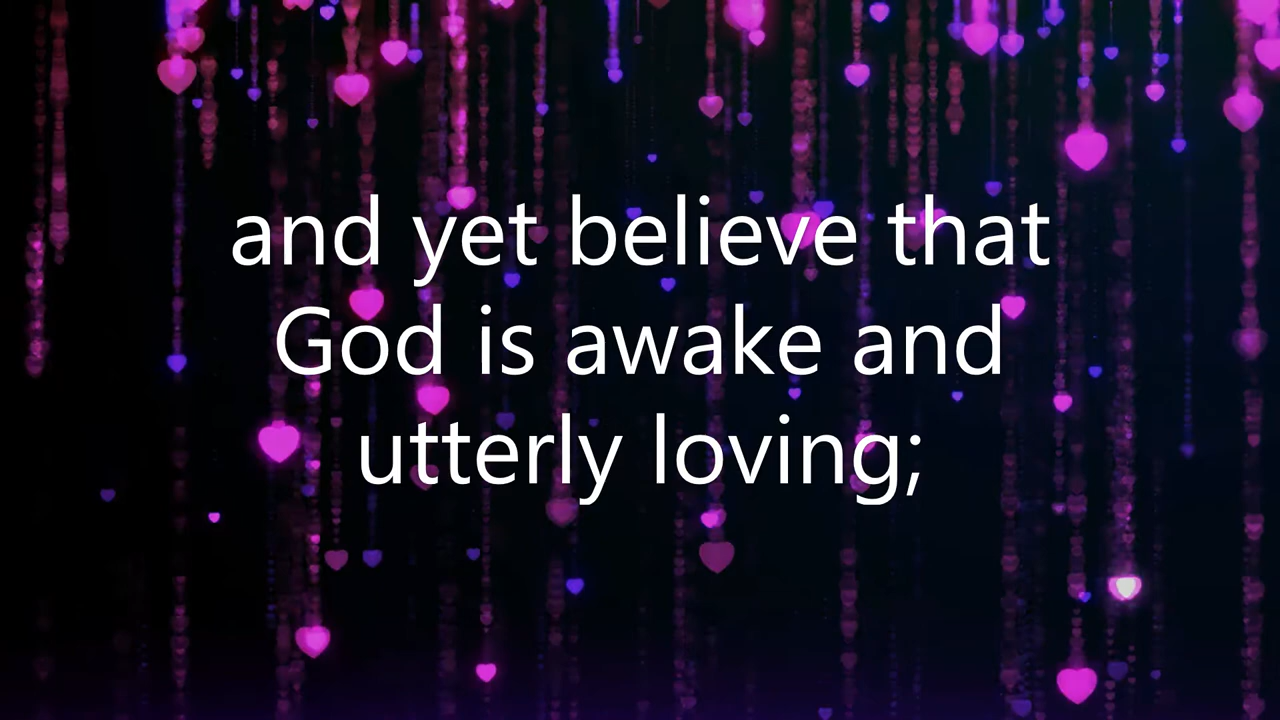 and yet believe that
God is awake and
utterly loving;